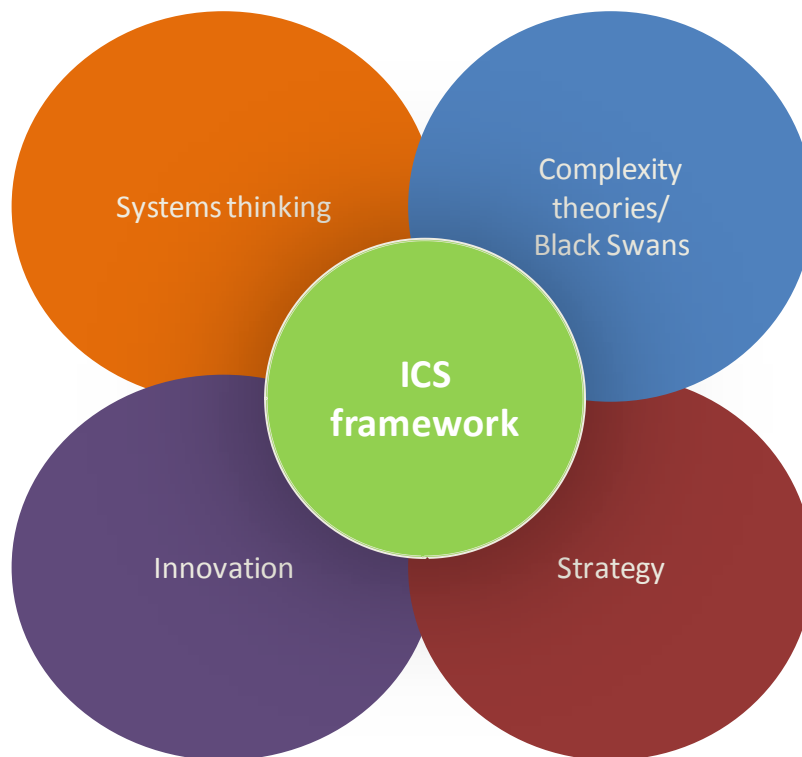 Systems thinking
Complexity
theories/
Black Swans
ICS
framework
Innovation
Strategy